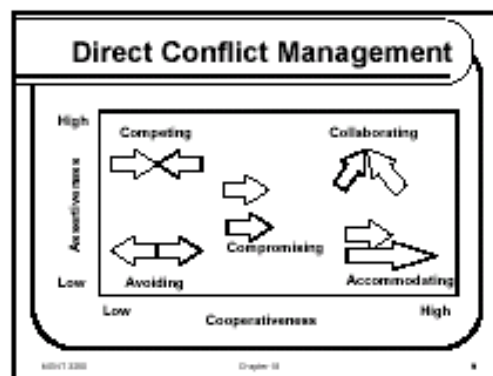 Direct Conflict Management
High
Competing
Collaborating
Assertiveness
Compromising
Low
Avoiding
Accommodating
Low
High
Cooperativeness